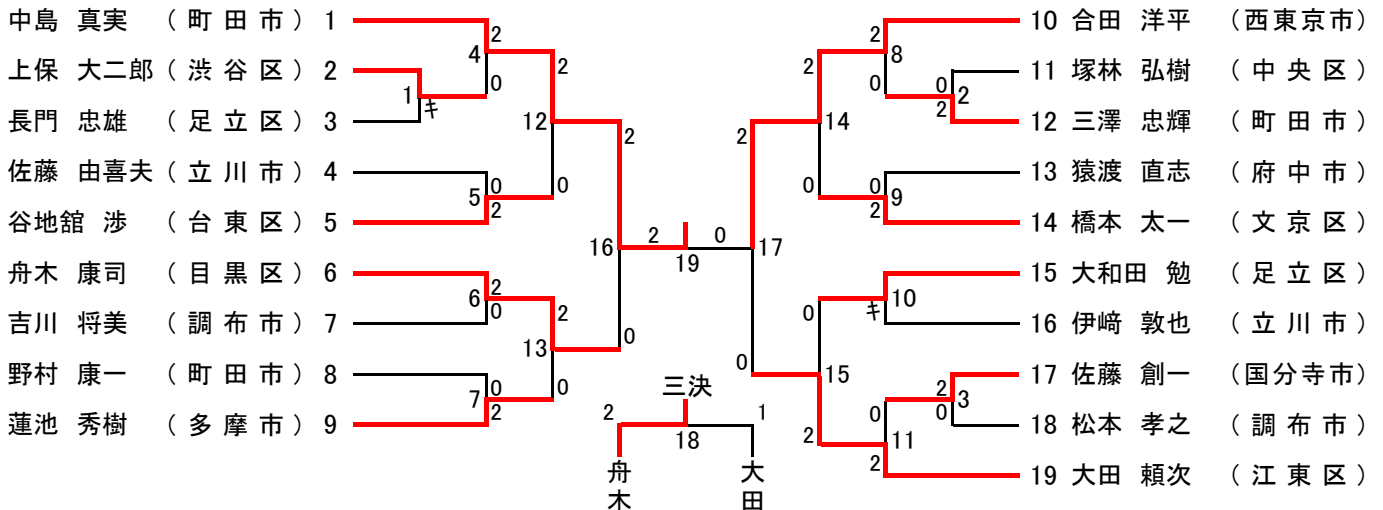 中島 真実 （町田市） 1
上保 大二郎（渋谷区） 2
長門 忠雄 （足立区） 3
佐藤 由喜夫（立川市） 4
谷地舘 渉 （台東区） 5
舟木 康司 （目黒区） 6
吉川 将美 （調布市） 7
野村 康一 （町田市） 8
蓮池 秀樹 （多摩市） 9
2
4
0
1
キ
2
12
0
0
5
2
2
16
0
2
6
0
2
13
0
0
7
2
2
0
19
三決
2
1
18
舟木
大田
2
17
0
2
14
0
0
15
2
2
8
0
0
2
2
0
9
2
10
キ
2
3
0
0
11
2
10 合田 洋平 （西東京市）
11 塚林 弘樹 （中央区）
12 三澤 忠輝 （町田市）
13 猿渡 直志 （府中市）
14 橋本 太一 （文京区）
15 大和田 勉 （足立区）
16 伊﨑 敦也 （立川市）
17 佐藤 創一 （国分寺市）
18 松本 孝之 （調布市）
19 大田 頼次 （江東区）